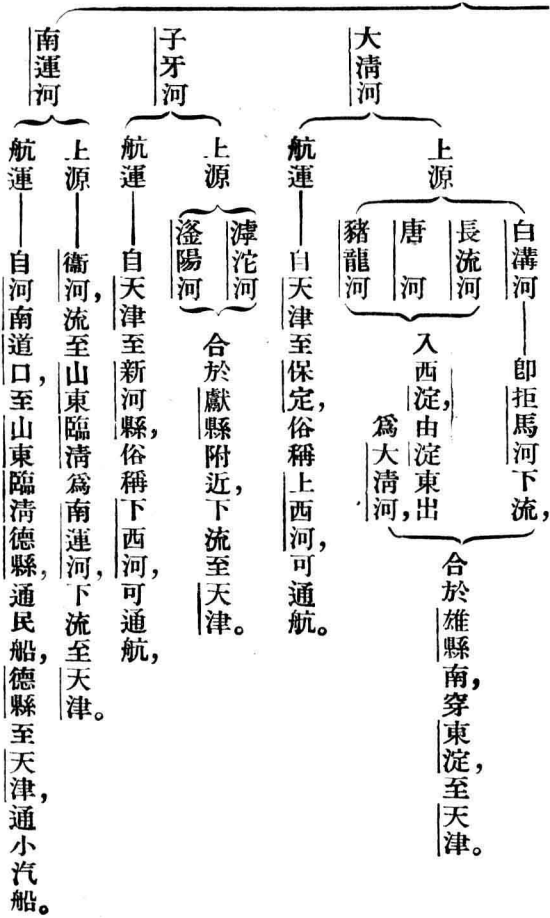 大清河
上源
白溝河——卽拒馬河下流，
長流河
唐河
豬龍河
入西淀，由淀東出
爲大清河，
合於雄縣南，穿東淀，至天津。
航運——自天津至保定，俗稱上西河，可通航。
子牙河
上源
滹沱河
滏陽河
合於獻縣附近，下流至天津。
航運——自天津至新河縣，俗稱下西河，可通航，
南運河
上源——衞河，流至山東臨清爲南運河，下流至天津。
航運——自河南道口，至山東臨清德縣，通民船，德縣至天津，通小汽船。